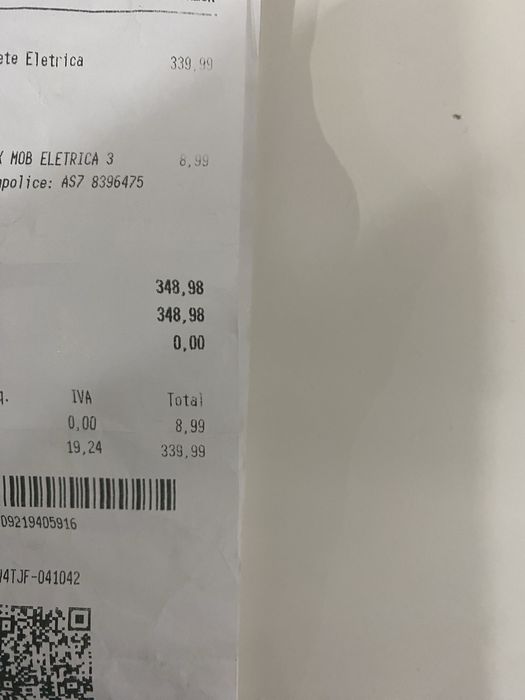 ete Eletrica 339,99
MOB ELETRICA 3 8,99
police: AS7 8396475
348,98
348,98
0,00
IVA Total
0,00 8,99
19,24 339,99
09219405916
4TJF-041042